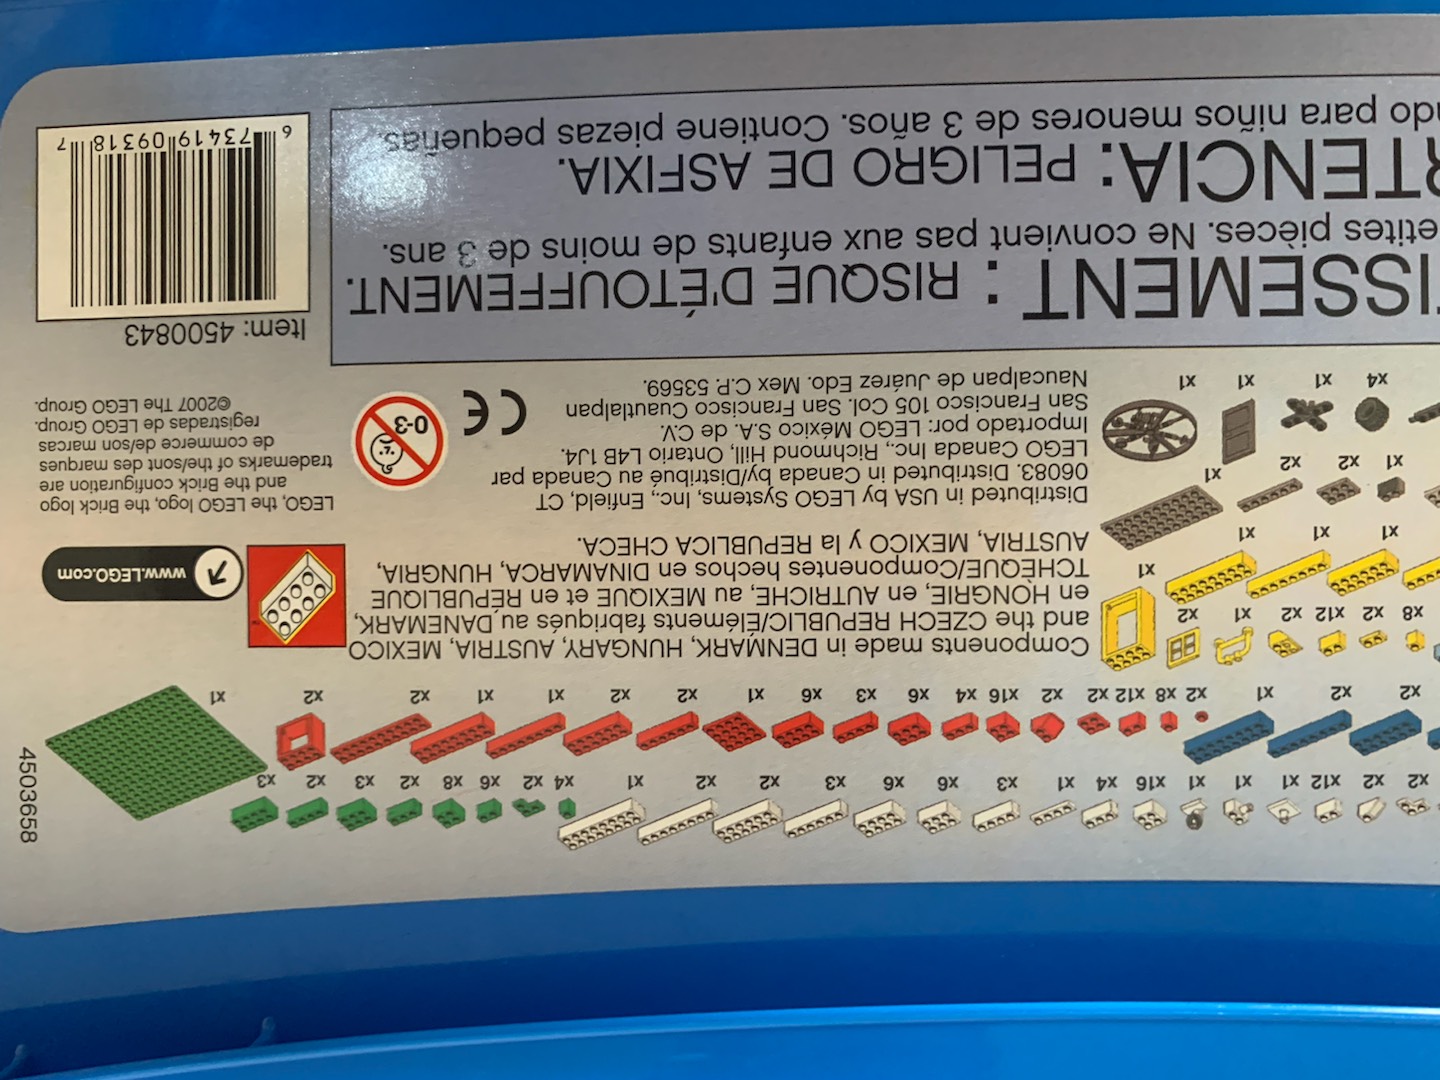 x2 x2 x12 x1 x1 x1 x16 x4 x1 x3 x6 x6 x3 x2 x2 x1 x4 x2 x6 x8 x2 x3 x2 x3
4503658
x2 x2 x1 x2 x8 x12 x2 x2 x16 x4 x6 x3 x6 x1 x2 x2 x1 x1 x2 x2 x1
x8 x2 x12 x2 x1 x2
x1
x1 x1 x1
x1 x2 x2 x1
x4 x1 x1 x1
Components made in DENMARK, HUNGARY, AUSTRIA, MEXICO
and the CZECH REPUBLIC/Éléments fabriqués au DANEMARK,
en HONGRIE, en AUTRICHE, au MEXIQUE et en RÉPUBLIQUE
TCHÈQUE/Componentes hechos en DINAMARCA, HUNGRIA,
AUSTRIA, MEXICO y la REPUBLICA CHECA.
Distributed in USA by LEGO Systems, Inc., Enfield, CT
06083. Distributed in Canada by/Distribué au Canada par
LEGO Canada Inc., Richmond Hill, Ontario L4B 1J4.
Importado por: LEGO México S.A. de C.V.
San Francisco 105 Col. San Francisco Cuautlalpan
Naucalpan de Juárez Edo. Mex C.P. 53569.
0-3
CE
TM
www.LEGO.com
LEGO, the LEGO logo, the Brick logo
and the Brick configuration are
trademarks of the/sont des marques
de commerce de/son marcas
registradas de LEGO Group.
©2007 The LEGO Group.
ISSEMENT : RISQUE D'ÉTOUFFEMENT.
etites pièces. Ne convient pas aux enfants de moins de 3 ans.
RTENCIA: PELIGRO DE ASFIXIA.
do para niños menores de 3 años. Contiene piezas pequeñas.
Item: 4500843
6 73419 09318 7